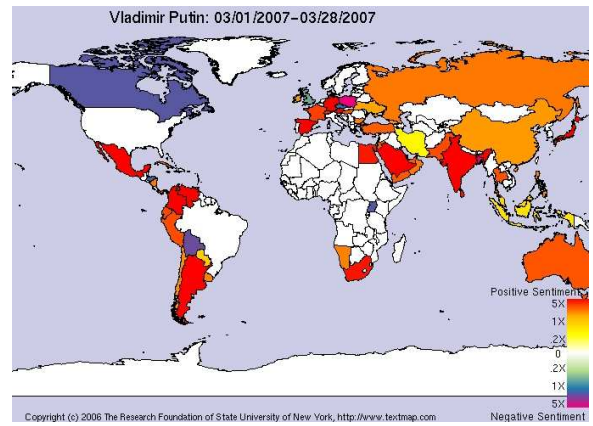 Vladimir Putin: 03/01/2007-03/28/2007
Positive Sentiment
5X
1X
.2X
0
.2X
1X
5X
Negative Sentiment
Copyright (c) 2006 The Research Foundation of State University of New York, http://www.textmap.com